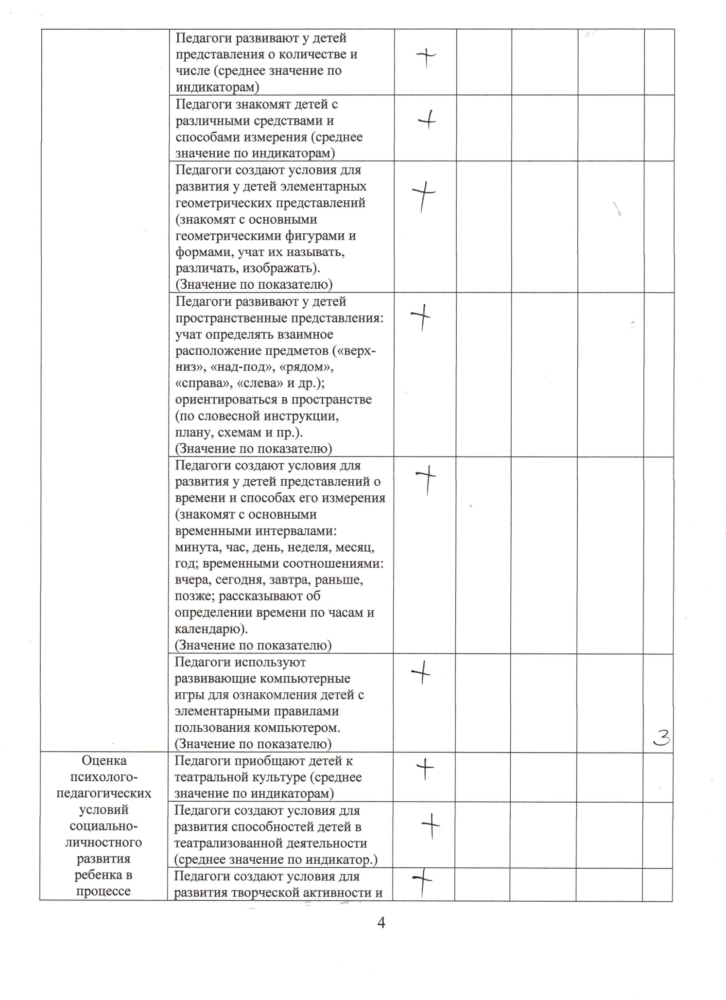 Педагоги развивают у детей
представления о количестве и
числе (среднее значение по
индикаторам)
+
Педагоги знакомят детей с
различными средствами и
способами измерения (среднее
значение по индикаторам)
+
Педагоги создают условия для
развития у детей элементарных
геометрических представлений
(знакомят с основными
геометрическими фигурами и
формами, учат их называть,
различать, изображать).
(Значение по показателю)
+
Педагоги развивают у детей
пространственные представления:
учат определять взаимное
расположение предметов («верх-
низ», «над-под», «рядом»,
«справа», «слева» и др.);
ориентироваться в пространстве
(по словесной инструкции,
плану, схемам и пр.).
(Значение по показателю)
+
Педагоги создают условия для
развития у детей представлений о
времени и способах его измерения
(знакомят с основными
временными интервалами:
минута, час, день, неделя, месяц,
год; временными соотношениями:
вчера, сегодня, завтра, раньше,
позже; рассказывают об
определении времени по часам и
календарю).
(Значение по показателю)
+
Педагоги используют
развивающие компьютерные
игры для ознакомления детей с
элементарными правилами
пользования компьютером.
(Значение по показателю)
+
3
Оценка
психолого-
педагогических
условий
социально-
личностного
развития
ребенка в
процессе
Педагоги приобщают детей к
театральной культуре (среднее
значение по индикаторам)
+
Педагоги создают условия для
развития способностей детей в
театрализованной деятельности
(среднее значение по индикатор.)
+
Педагоги создают условия для
развития творческой активности и
+
4